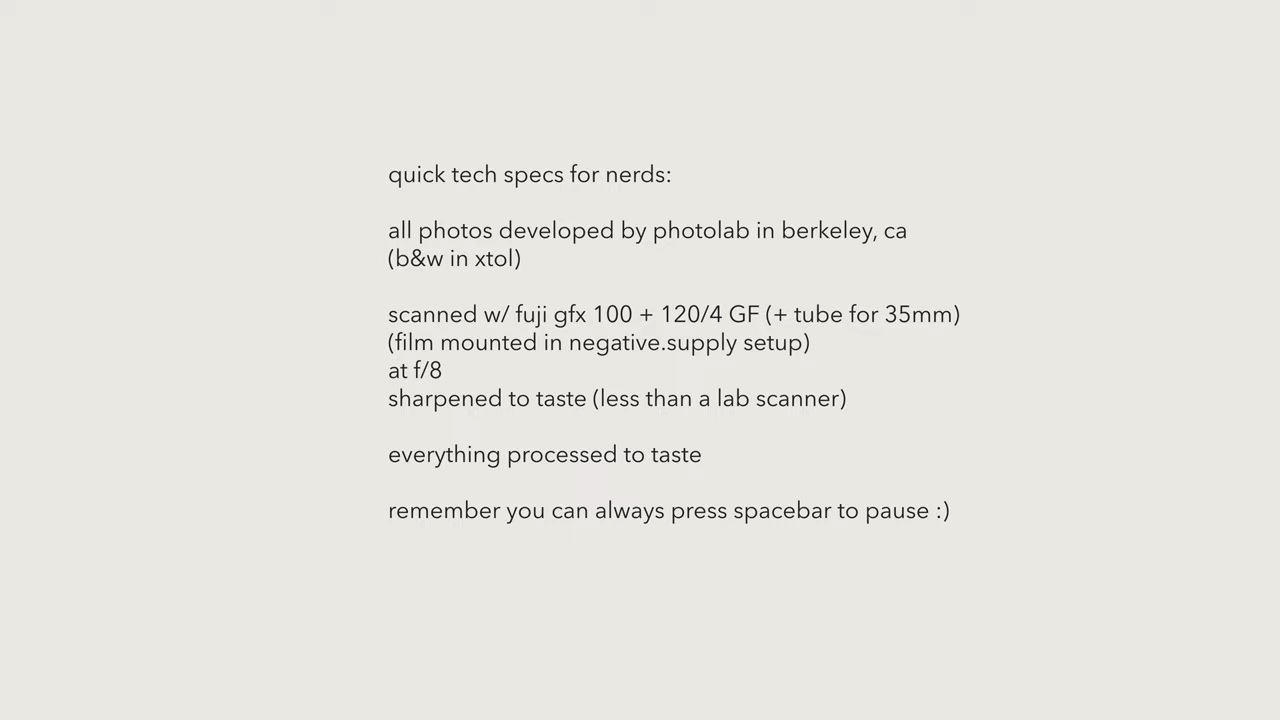 quick tech specs for nerds:
all photos developed by photolab in berkeley, ca
(b&w in xtol)
scanned w/ fuji gfx 100 + 120/4 GF (+ tube for 35mm)
(film mounted in negative.supply setup)
at f/8
sharpened to taste (less than a lab scanner)
everything processed to taste
remember you can always press spacebar to pause :)